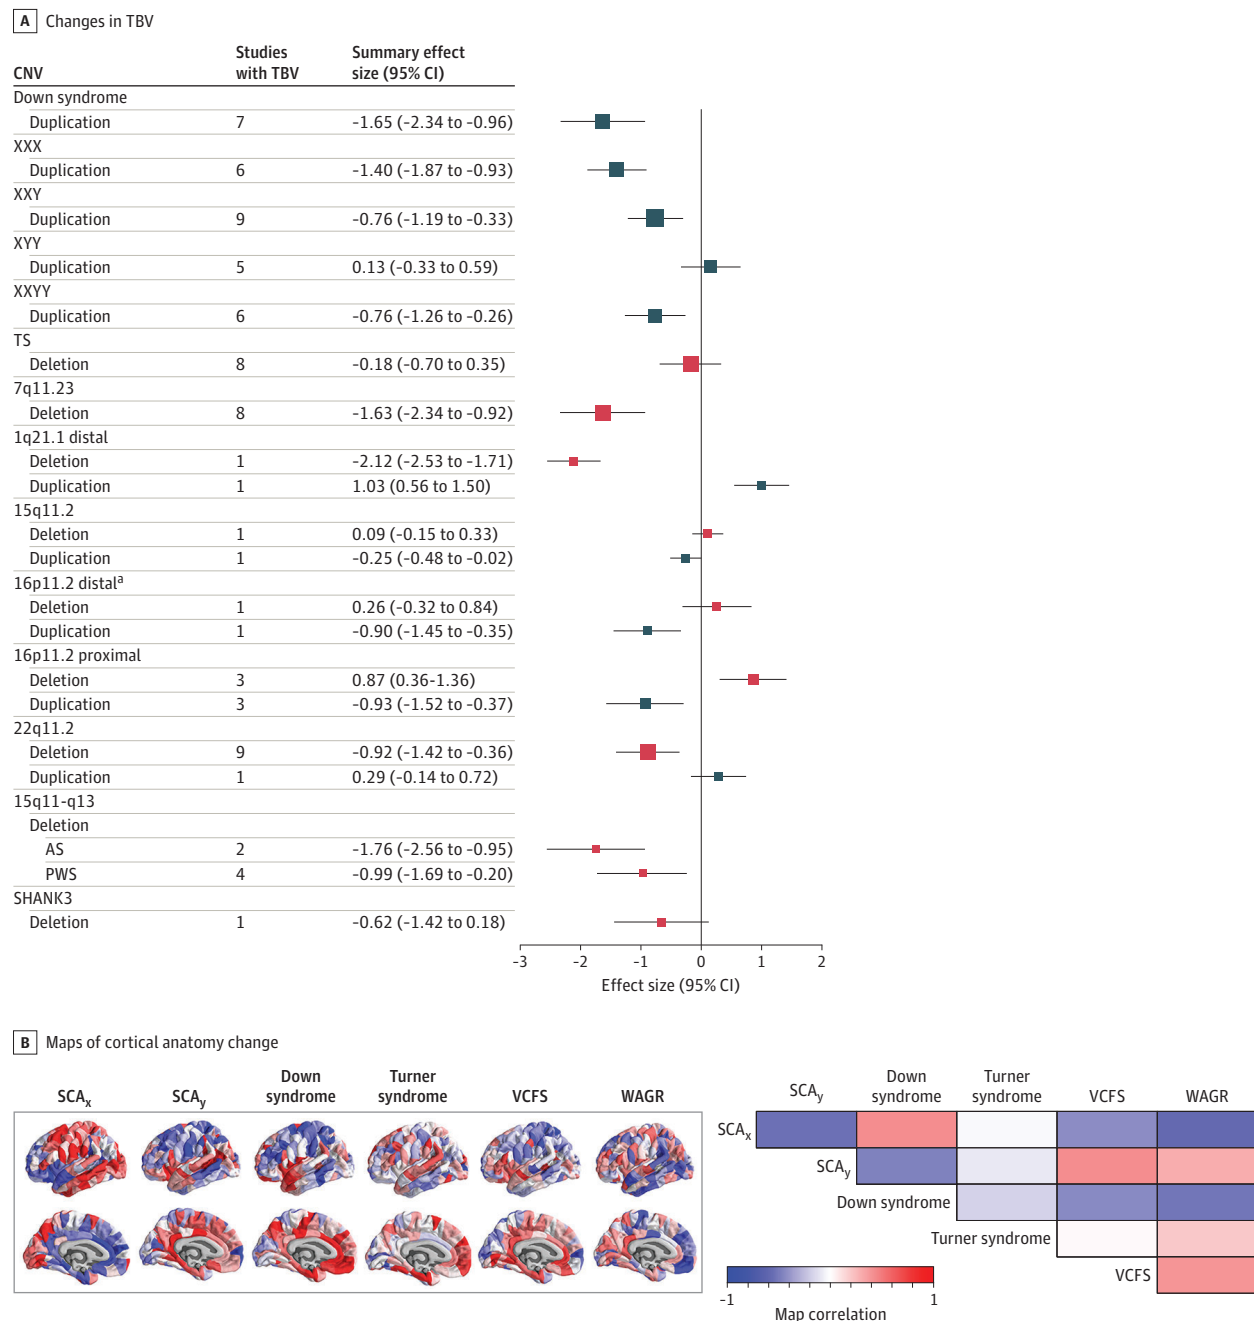 A Changes in TBV
CNV Studies with TBV Summary effect size (95% CI)
Down syndrome
Duplication 7 -1.65 (-2.34 to -0.96)
XXX
Duplication 6 -1.40 (-1.87 to -0.93)
XXY
Duplication 9 -0.76 (-1.19 to -0.33)
XYY
Duplication 5 0.13 (-0.33 to 0.59)
XXYY
Duplication 6 -0.76 (-1.26 to -0.26)
TS
Deletion 8 -0.18 (-0.70 to 0.35)
7q11.23
Deletion 8 -1.63 (-2.34 to -0.92)
1q21.1 distal
Deletion 1 -2.12 (-2.53 to -1.71)
Duplication 1 1.03 (0.56 to 1.50)
15q11.2
Deletion 1 0.09 (-0.15 to 0.33)
Duplication 1 -0.25 (-0.48 to -0.02)
16p11.2 distalᵃ
Deletion 1 0.26 (-0.32 to 0.84)
Duplication 1 -0.90 (-1.45 to -0.35)
16p11.2 proximal
Deletion 3 0.87 (0.36-1.36)
Duplication 3 -0.93 (-1.52 to -0.37)
22q11.2
Deletion 9 -0.92 (-1.42 to -0.36)
Duplication 1 0.29 (-0.14 to 0.72)
15q11-q13
Deletion
AS 2 -1.76 (-2.56 to -0.95)
PWS 4 -0.99 (-1.69 to -0.20)
SHANK3
Deletion 1 -0.62 (-1.42 to 0.18)
-3 -2 -1 0 1 2
Effect size (95% CI)
B Maps of cortical anatomy change
SCAx SCAy Down syndrome Turner syndrome VCFS WAGR
SCAy Down syndrome Turner syndrome VCFS WAGR
SCAx
SCAy
Down syndrome
Turner syndrome
VCFS
-1 1
Map correlation